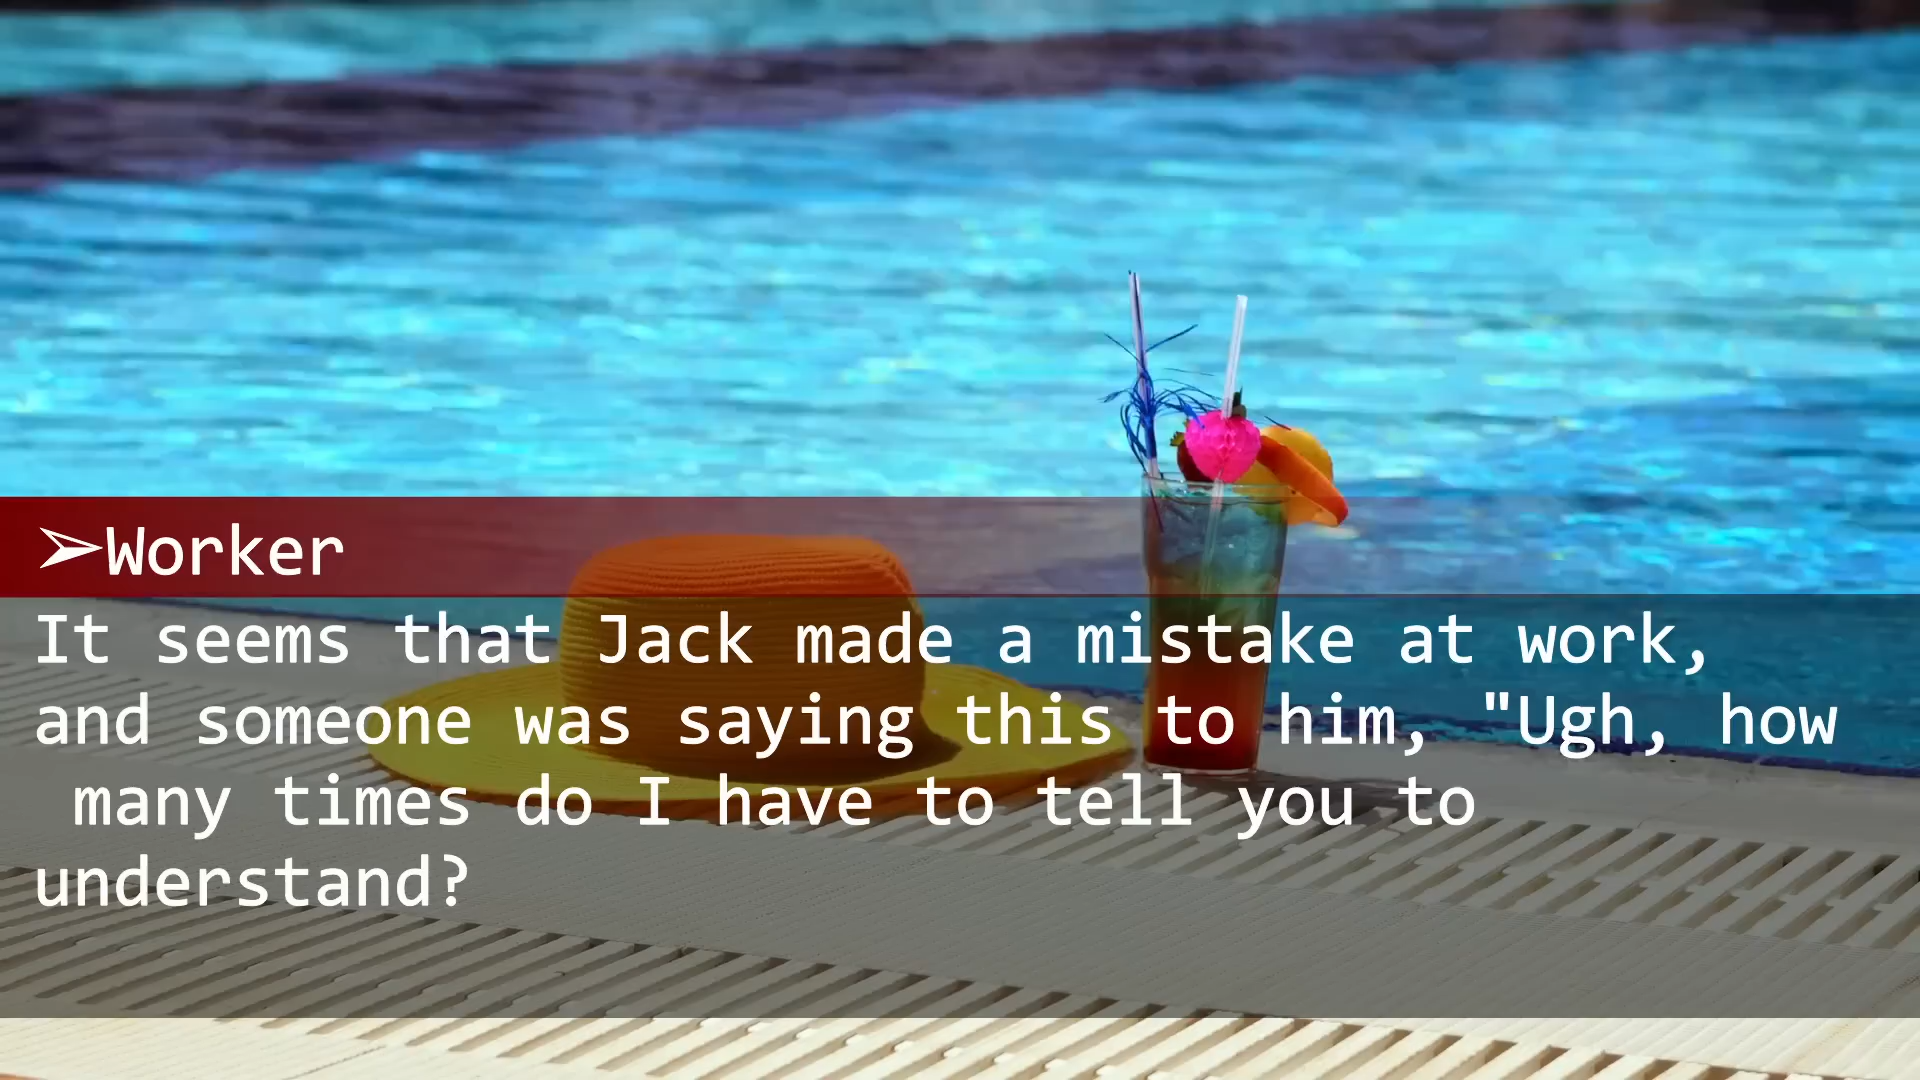 ➢Worker
It seems that Jack made a mistake at work,
and someone was saying this to him, "Ugh, how
many times do I have to tell you to
understand?